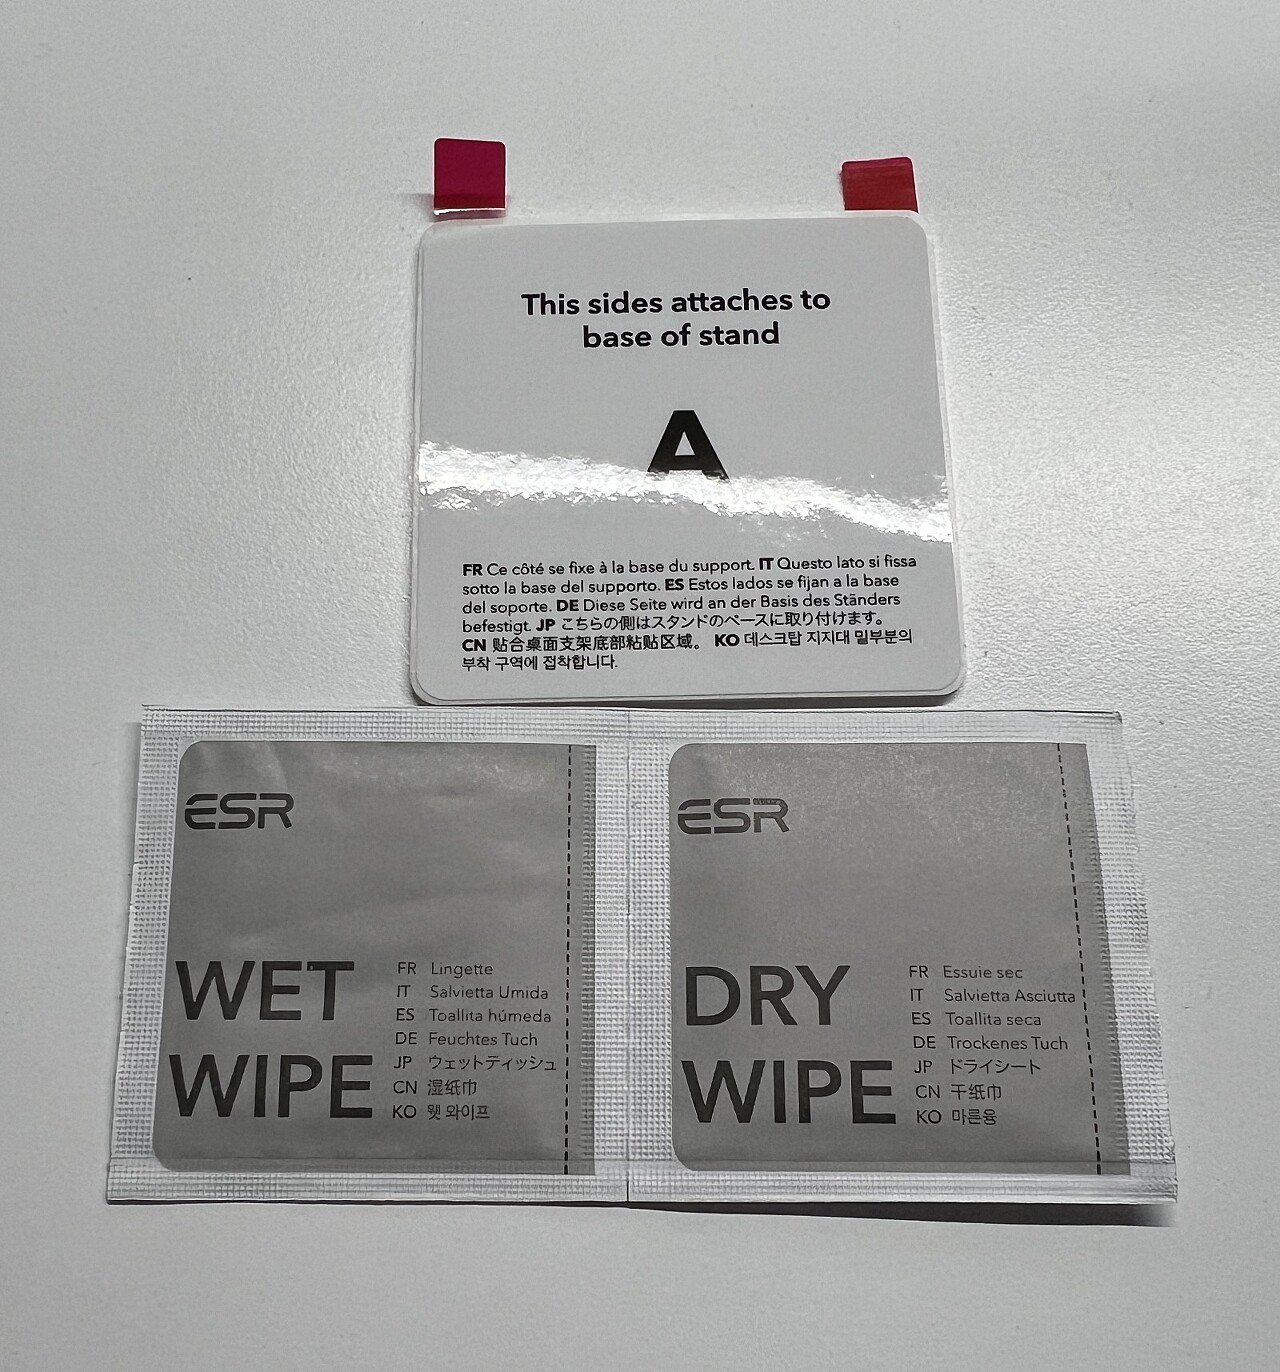 This sides attaches to
base of stand
A
FR Ce côté se fixe à la base du support. IT Questo lato si fissa
sotto la base del supporto. ES Estos lados se fijan a la base
del soporte. DE Diese Seite wird an der Basis des Ständers
befestigt. JP こちらの側はスタンドのベースに取り付けます。
CN 贴合桌面支架底部粘贴区域。 KO 데스크탑 지지대 밑부분의
부착 구역에 접착합니다.
ESR
WET
WIPE
FR Lingette
IT Salvietta Umida
ES Toallita húmeda
DE Feuchtes Tuch
JP ウェットティッシュ
CN 湿纸巾
KO 웻 와이프
ESR
DRY
WIPE
FR Essuie sec
IT Salvietta Asciutta
ES Toallita seca
DE Trockenes Tuch
JP ドライシート
CN 干纸巾
KO 마른융